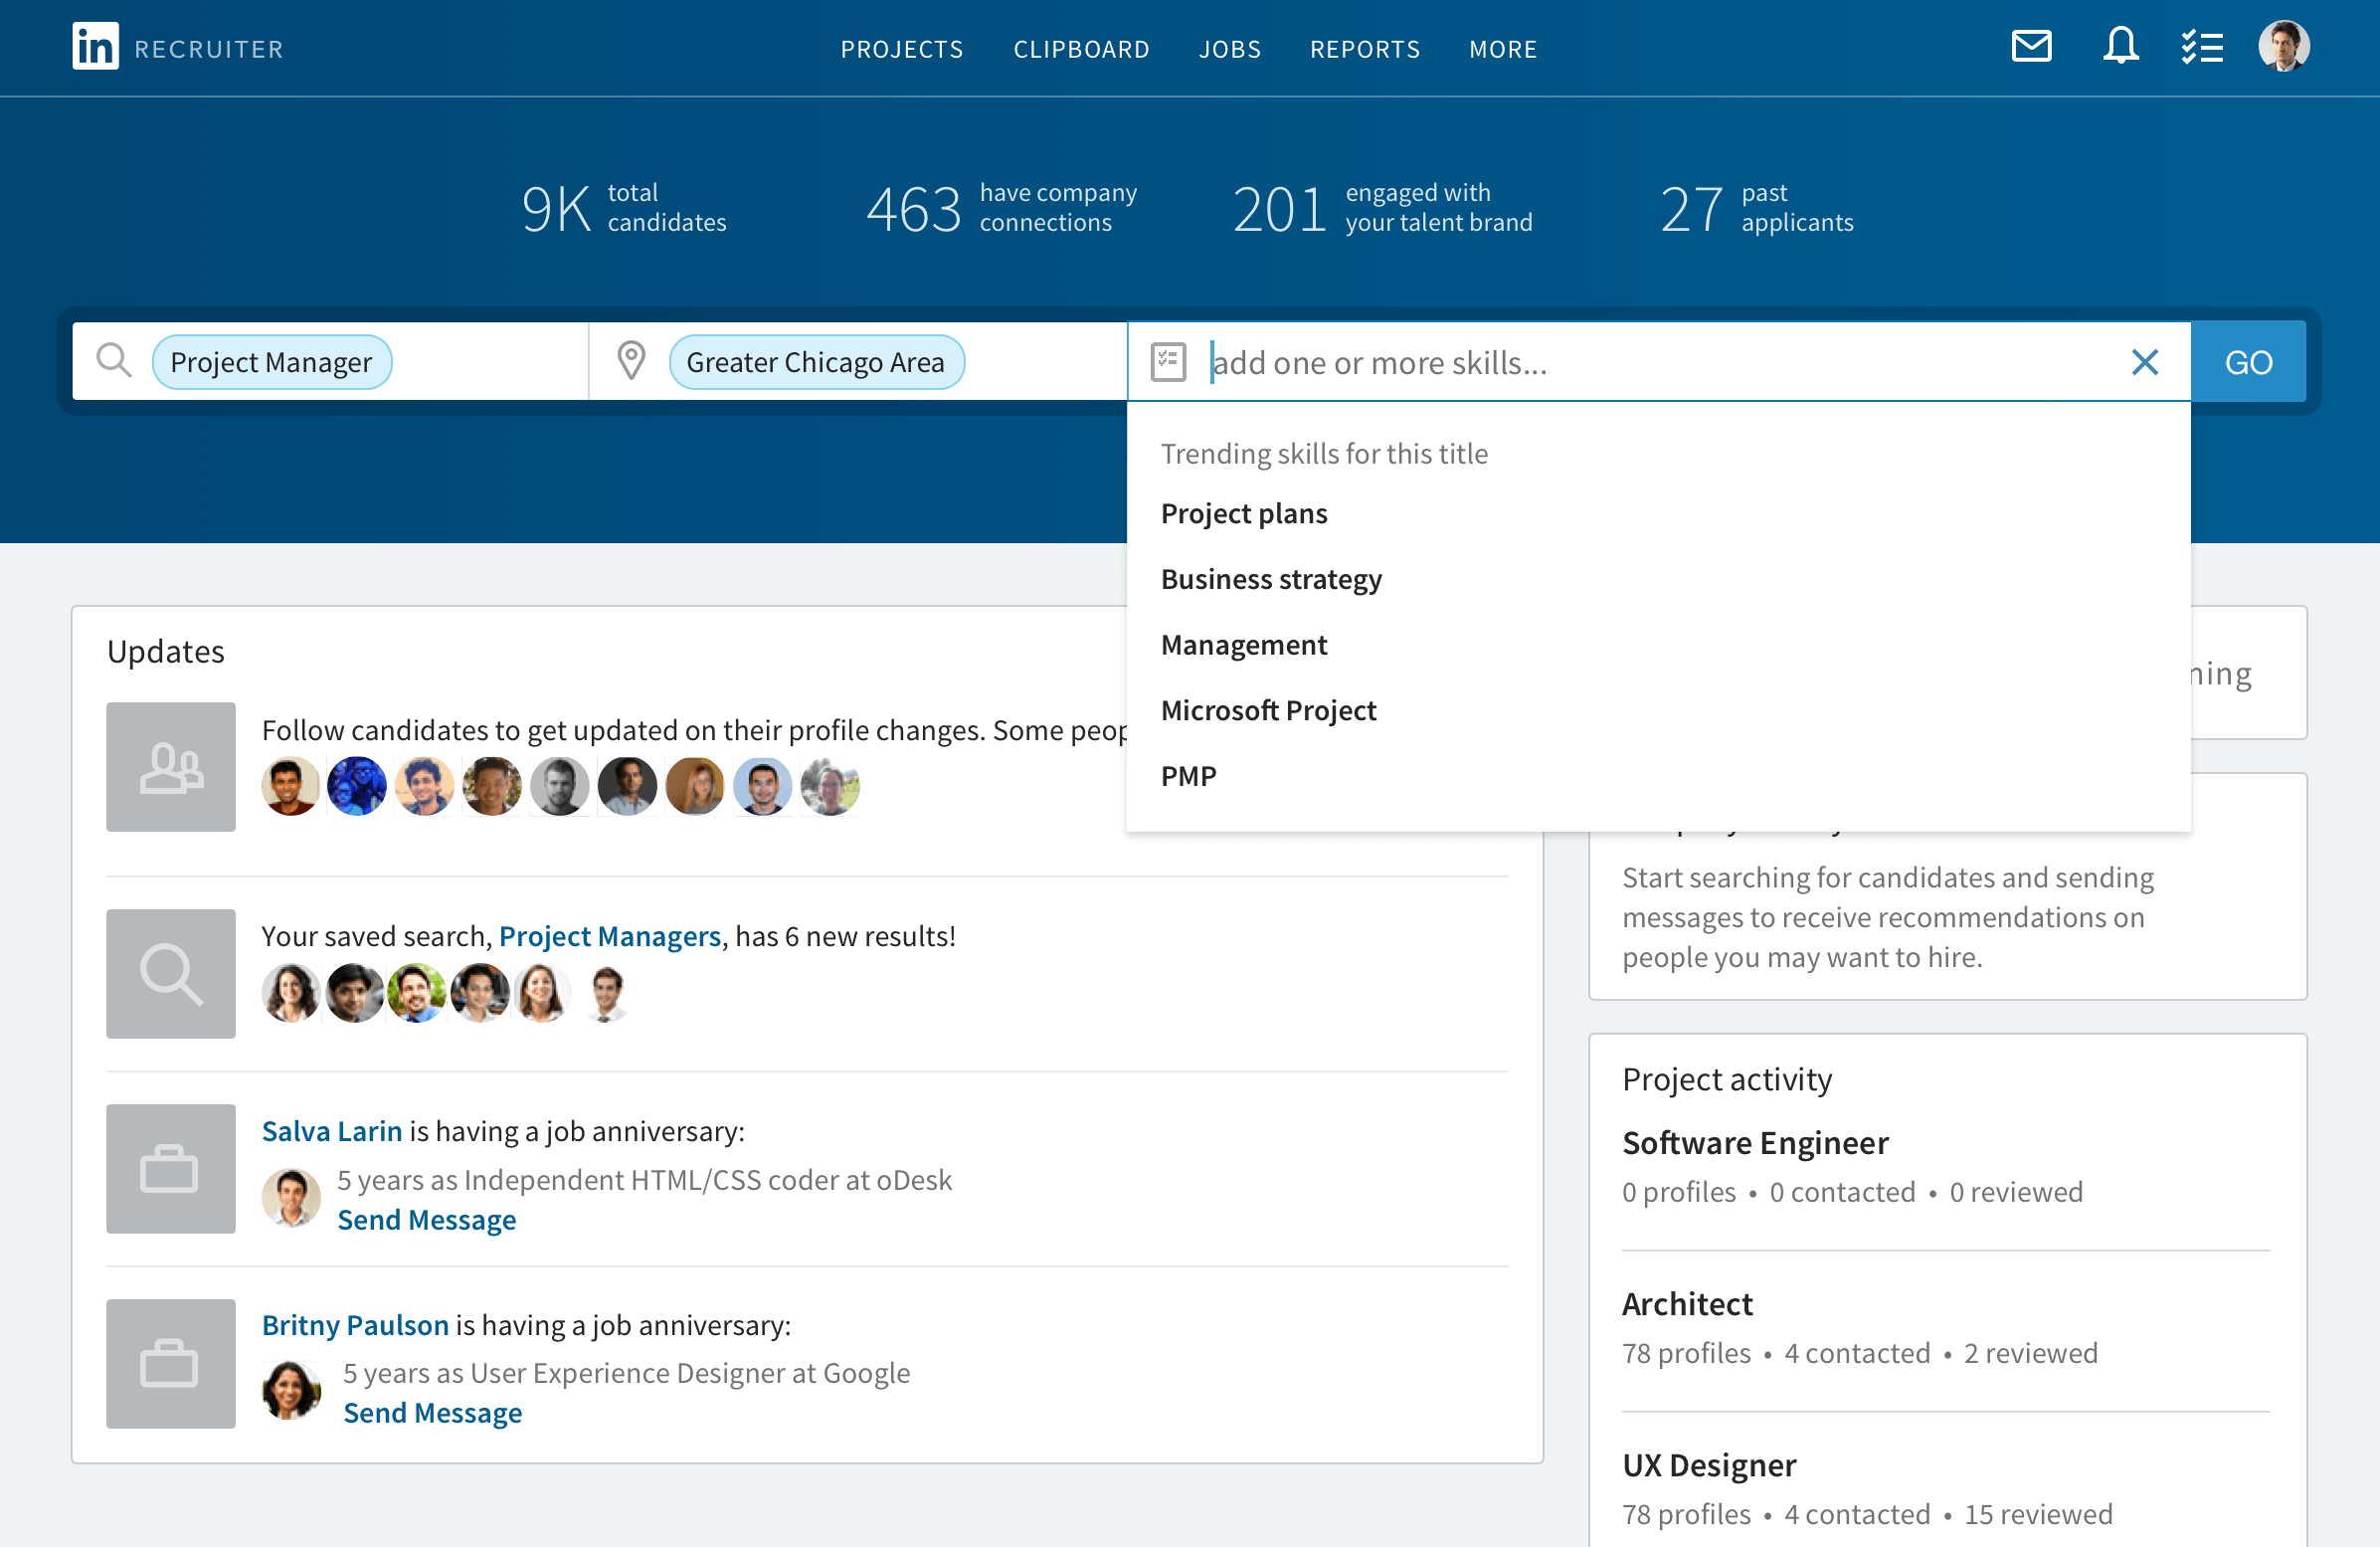 in RECRUITER
PROJECTS CLIPBOARD JOBS REPORTS MORE
9K total candidates
463 have company connections
201 engaged with your talent brand
27 past applicants
Project Manager
Greater Chicago Area
add one or more skills...
GO
Trending skills for this title
Project plans
Business strategy
Management
Microsoft Project
PMP
Updates
Follow candidates to get updated on their profile changes. Some
Your saved search, Project Managers, has 6 new results!
Salva Larin is having a job anniversary:
5 years as Independent HTML/CSS coder at oDesk
Send Message
Britny Paulson is having a job anniversary:
5 years as User Experience Designer at Google
Send Message
Start searching for candidates and sending
messages to receive recommendations on
people you may want to hire.
Project activity
Software Engineer
0 profiles • 0 contacted • 0 reviewed
Architect
78 profiles • 4 contacted • 2 reviewed
UX Designer
78 profiles • 4 contacted • 15 reviewed